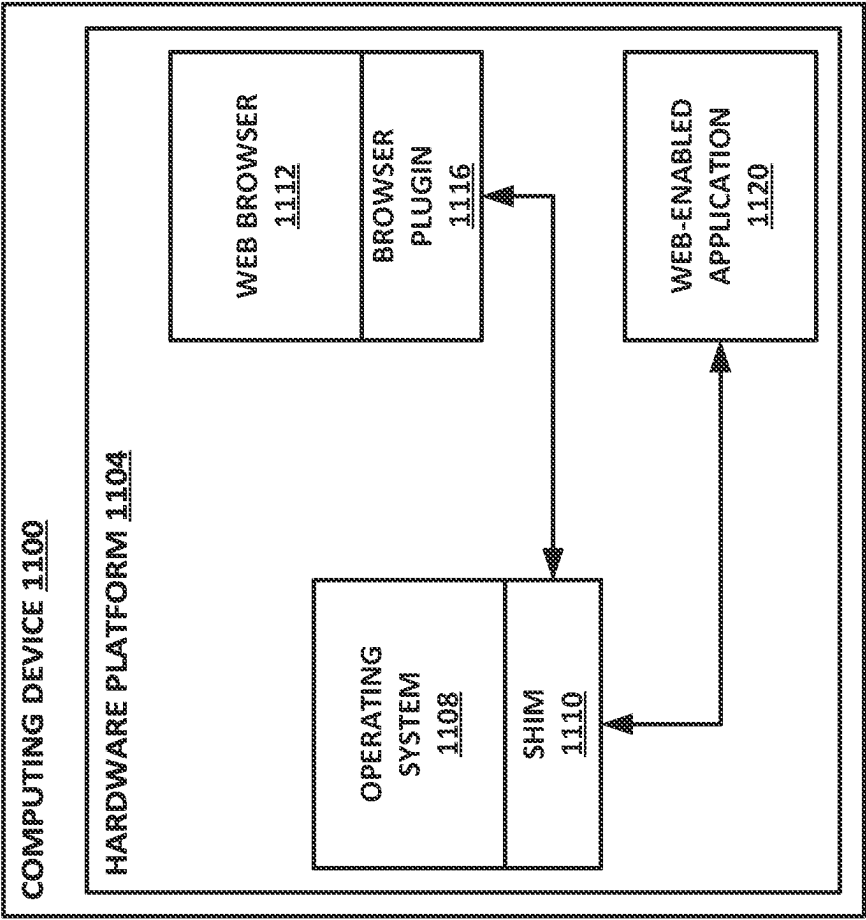 COMPUTING DEVICE 1100
HARDWARE PLATFORM 1104
OPERATING
SYSTEM
1108
SHIM
1110
WEB BROWSER
1112
BROWSER
PLUGIN
1116
WEB-ENABLED
APPLICATION
1120